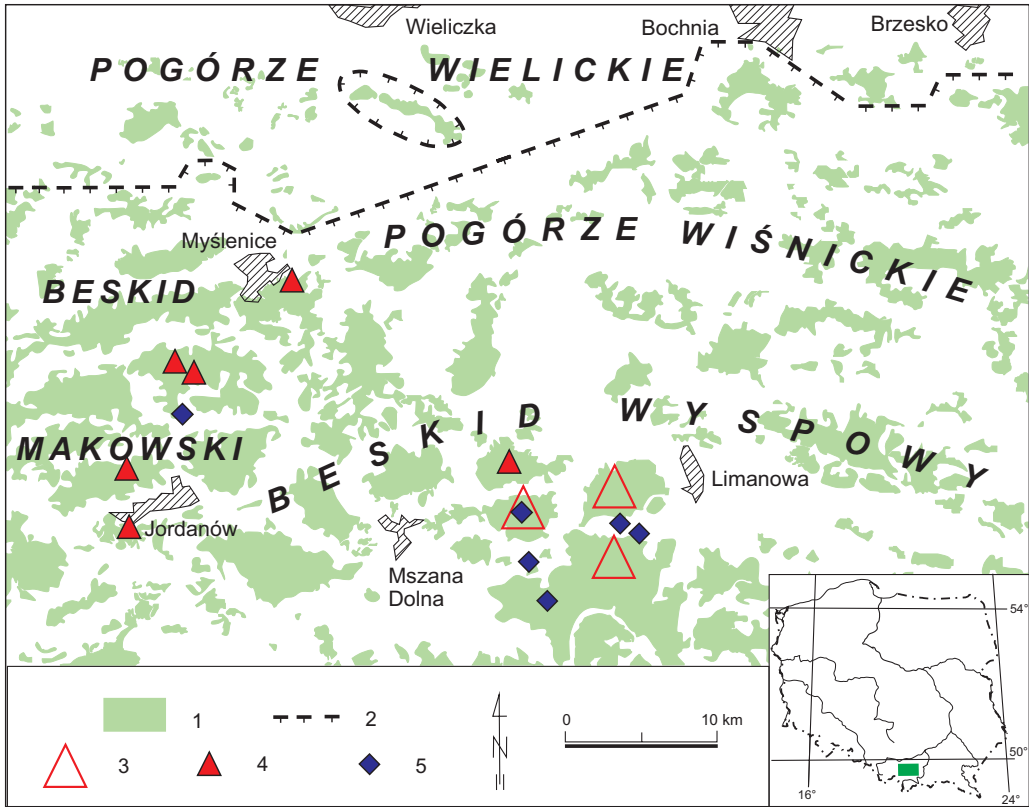 Wieliczka
Bochnia
Brzesko
POGÓRZE WIELICKIE
POGÓRZE WIŚNICKIE
Myślenice
BESKID
MAKOWSKI
BESKID WYSPOWY
Limanowa
Jordanów
Mszana
Dolna
1
2
3
4
5
N
0
10 km
54°
50°
16°
24°